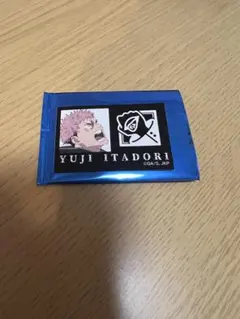 YUJI ITADORI
©GA/S, JKP